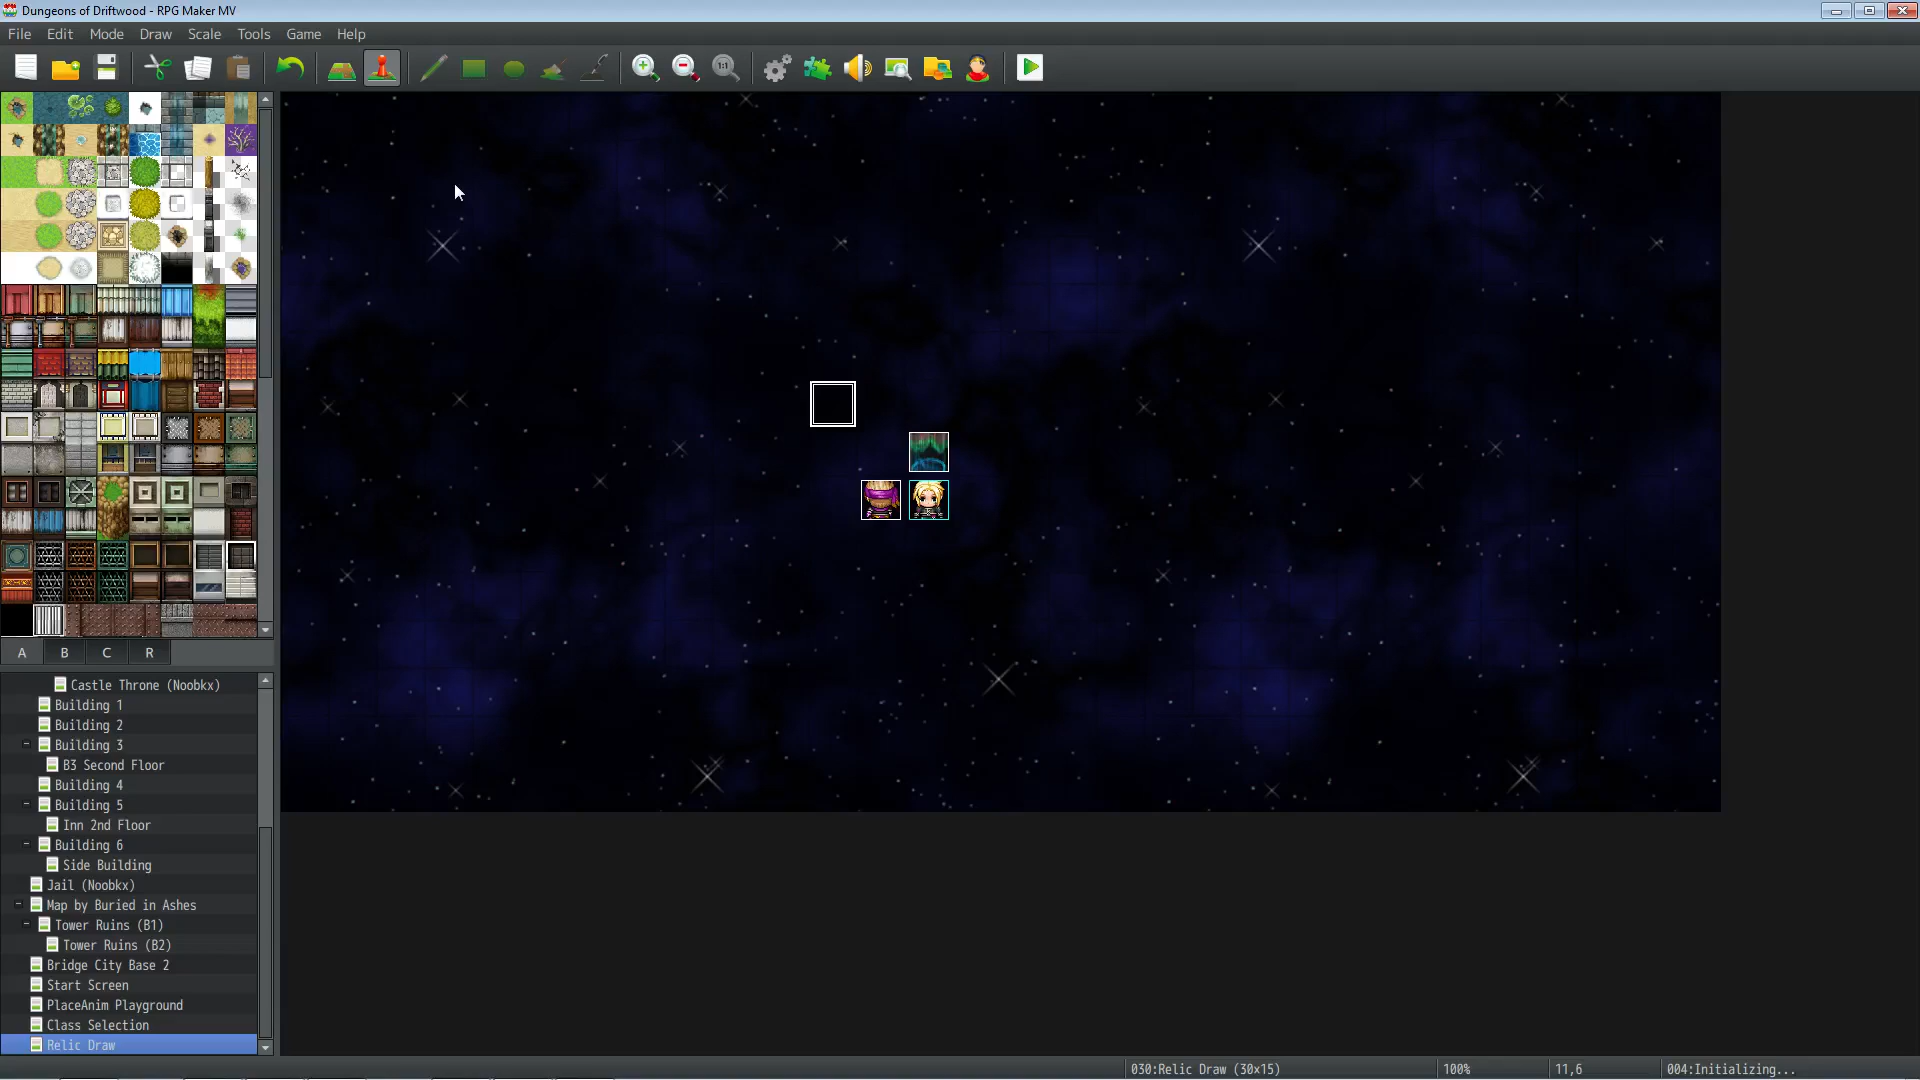 Dungeons of Driftwood - RPG Maker MV
File Edit Mode Draw Scale Tools Game Help
1:1
A B C R
Castle Throne (Noobkx)
Building 1
Building 2
Building 3
B3 Second Floor
Building 4
Building 5
Inn 2nd Floor
Building 6
Side Building
Jail (Noobkx)
Map by Buried in Ashes
Tower Ruins (B1)
Tower Ruins (B2)
Bridge City Base 2
Start Screen
PlaceAnim Playground
Class Selection
Relic Draw
030:Relic Draw (30x15) 100% 11,6 004:Initializing...